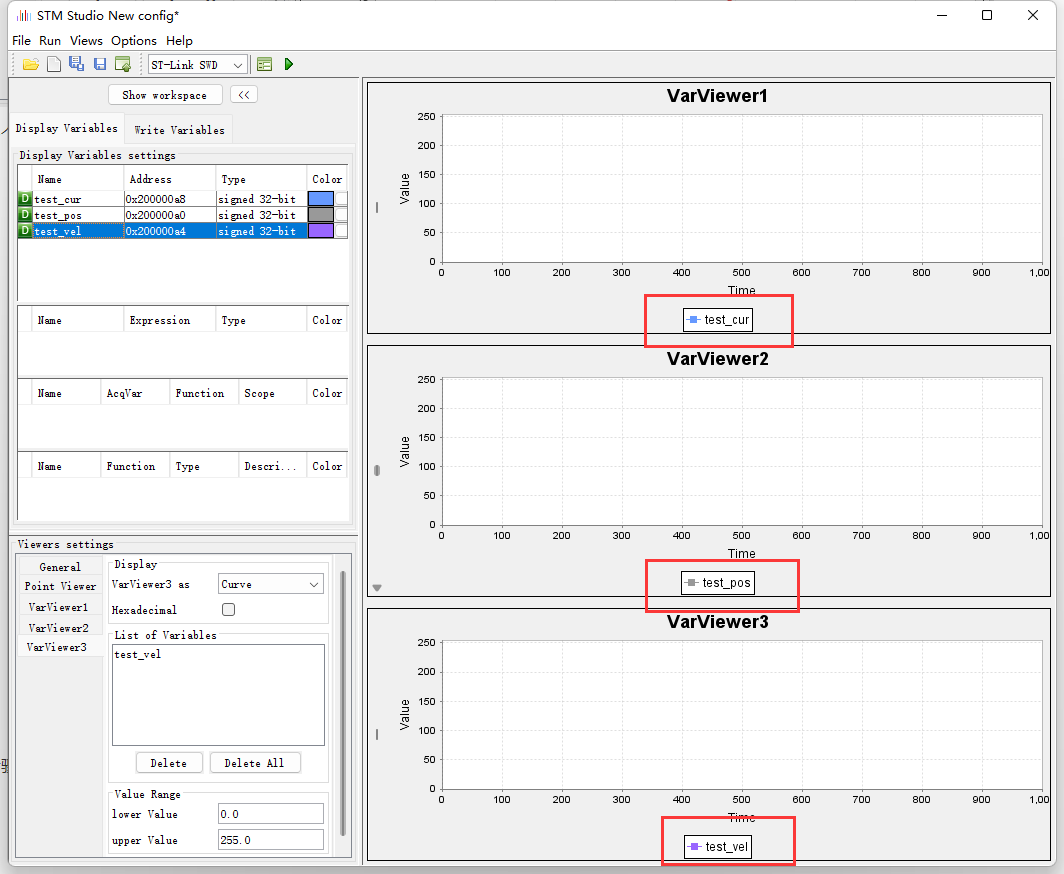 STM Studio New config*
File Run Views Options Help
ST-Link SWD
Show workspace <<
Display Variables Write Variables
Display Variables settings
Name Address Type Color
D test_cur 0x200000a8 signed 32-bit
D test_pos 0x200000a0 signed 32-bit
D test_vel 0x200000a4 signed 32-bit
Name Expression Type Color
Name AcqVar Function Scope Color
Name Function Type Descri... Color
Viewers settings
General
Point Viewer
VarViewer1
VarViewer2
VarViewer3
Display
VarViewer3 as Curve
Hexadecimal
List of Variables
test_vel
Delete Delete All
Value Range
lower Value 0.0
upper Value 255.0
VarViewer1
Value
250
200
150
100
50
0
0 100 200 300 400 500 600 700 800 900 1,00
Time
test_cur
VarViewer2
Value
250
200
150
100
50
0
0 100 200 300 400 500 600 700 800 900 1,00
Time
test_pos
VarViewer3
Value
250
200
150
100
50
0
0 100 200 300 400 500 600 700 800 900 1,00
Time
test_vel